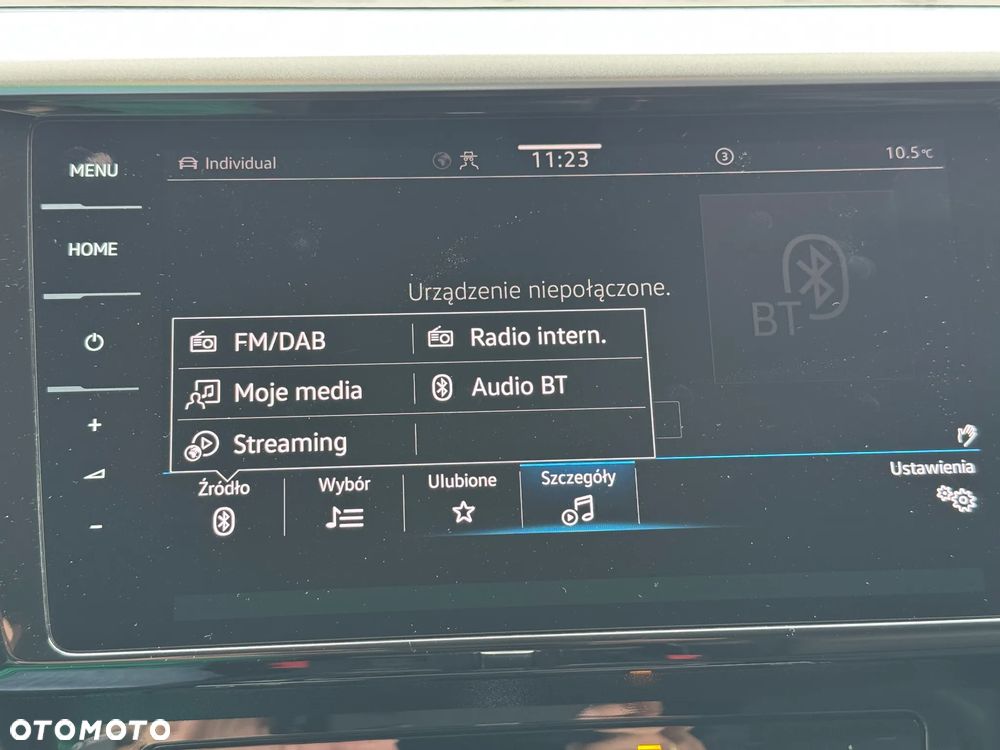 MENU
Individual
11:23
3
10.5°C
HOME
Urządzenie niepołączone.
BT
FM/DAB
Radio intern.
Moje media
Audio BT
Streaming
+
-
Źródło
Wybór
Ulubione
Szczegóły
Ustawienia
OTOMOTO